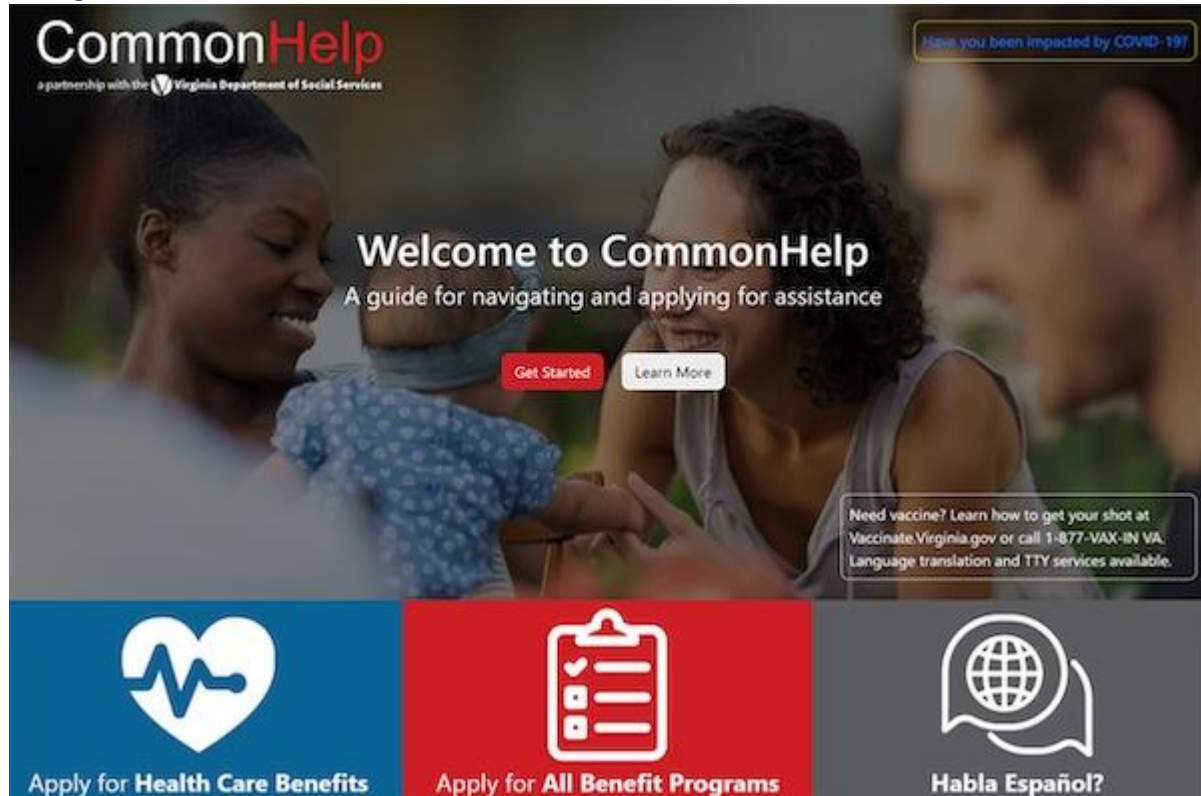 CommonHelp
a partnership with the Virginia Department of Social Services
Have you been impacted by COVID-19?
Welcome to CommonHelp
A guide for navigating and applying for assistance
Get Started
Learn More
Need vaccine? Learn how to get your shot at
Vaccinate.Virginia.gov or call 1-877-VAX-IN VA.
Language translation and TTY services available.
Apply for Health Care Benefits
Apply for All Benefit Programs
Habla Español?